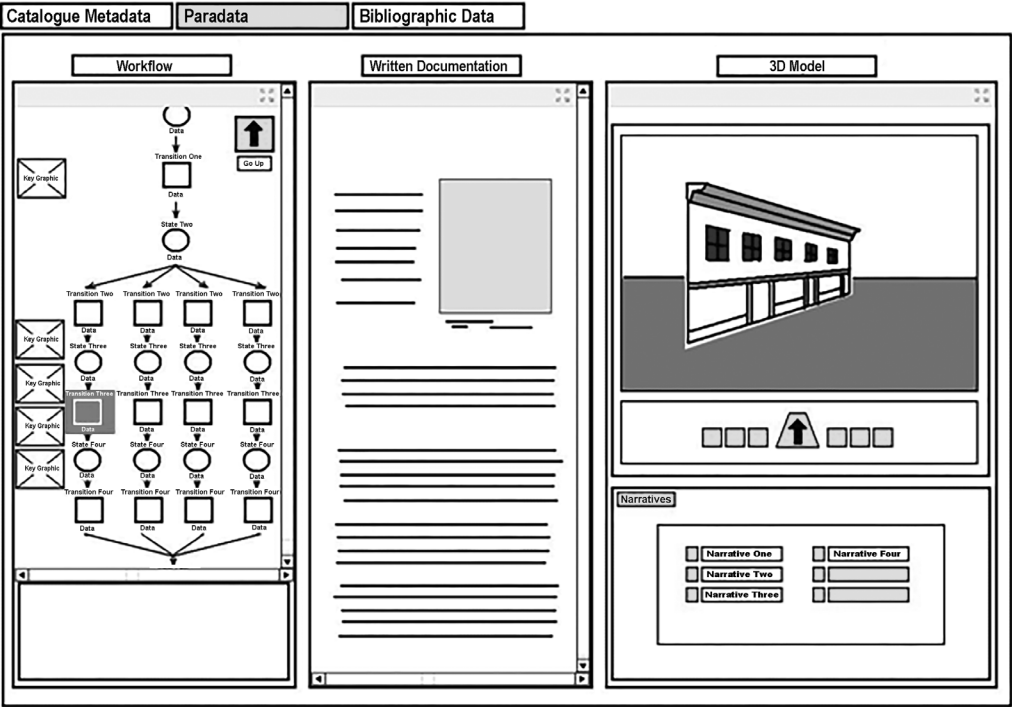 Catalogue Metadata Paradata Bibliographic Data
Workflow Written Documentation 3D Model
Data
Go Up
Transition One
Key Graphic
Data
State Two
Data
Transition Two Transition Two Transition Two Transition Two
Data Data Data Data
Key Graphic
State Three State Three State Three State Three
Data Data Data Data
Key Graphic
Transition Three Transition Three Transition Three Transition Three
Data Data Data Data
Key Graphic
State Four State Four State Four State Four
Key Graphic
Data Data Data Data
Transition Four Transition Four Transition Four Transition Four
Data Data Data Data
Narratives
Narrative One Narrative Four
Narrative Two
Narrative Three